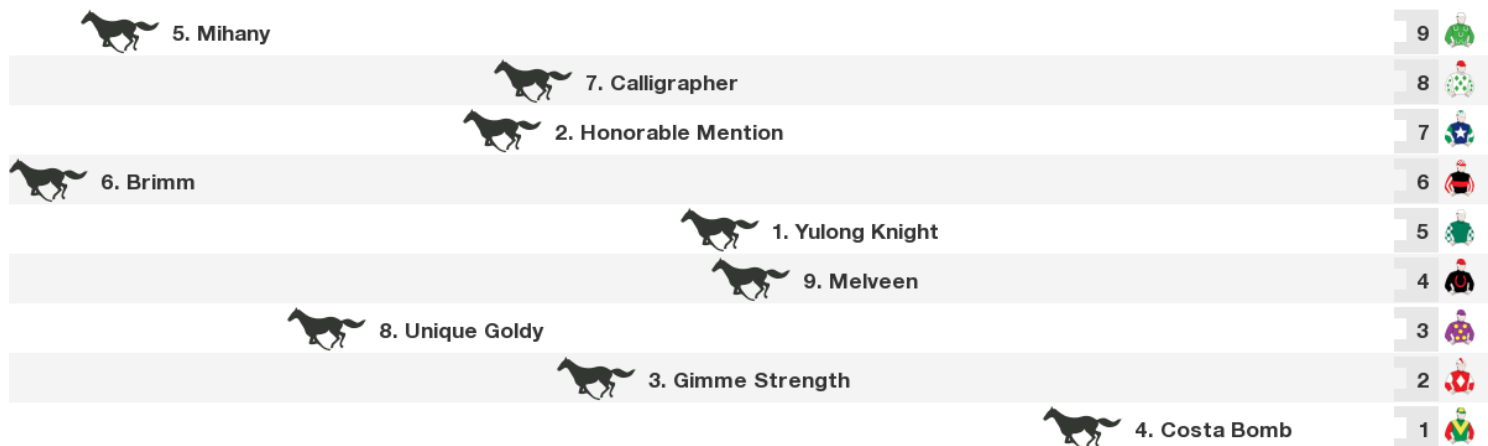 5. Mihany 9
7. Calligrapher 8
2. Honorable Mention 7
6. Brimm 6
1. Yulong Knight 5
9. Melveen 4
8. Unique Goldy 3
3. Gimme Strength 2
4. Costa Bomb 1